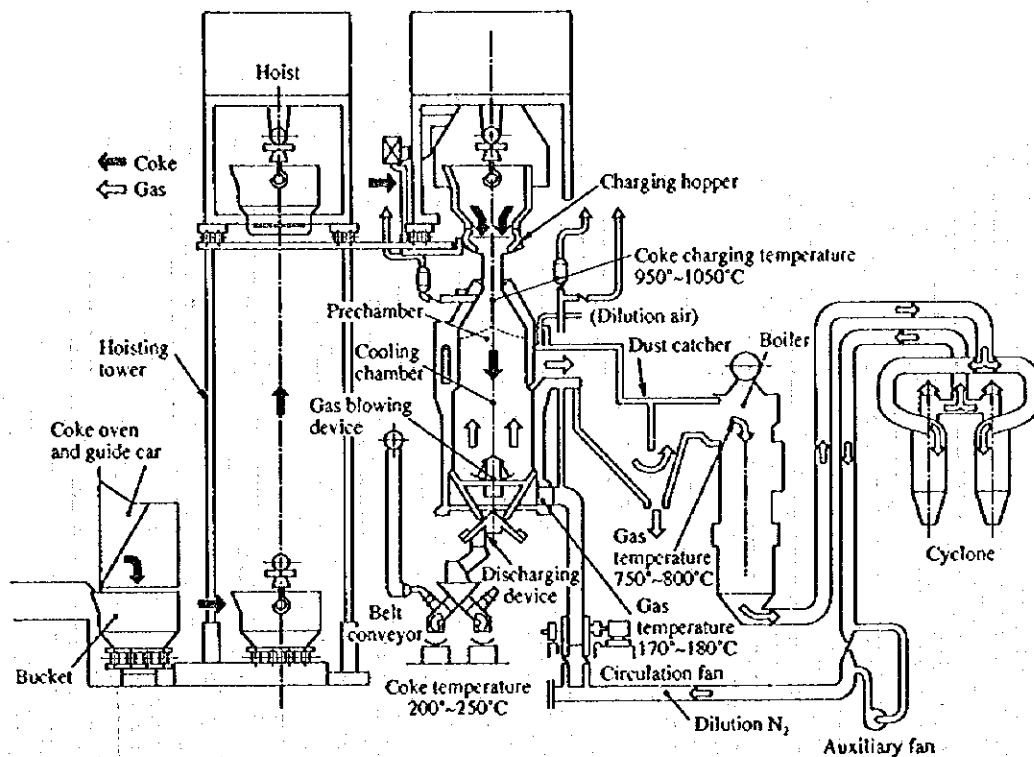 Hoist
Coke
Gas
Charging hopper
Coke charging temperature
950°~1050°C
Prechamber
(Dilution air)
Dust catcher
Boiler
Hoisting
tower
Cooling
chamber
Gas blowing
device
Coke oven
and guide car
Gas
temperature
750°~800°C
Cyclone
Discharging
device
Belt
conveyor
Gas
temperature
170°~180°C
Bucket
Circulation fan
Coke temperature
200°~250°C
Dilution N₂
Auxiliary fan